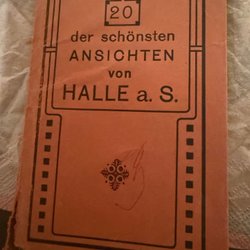 20
der schönsten
ANSICHTEN
von
HALLE a. S.